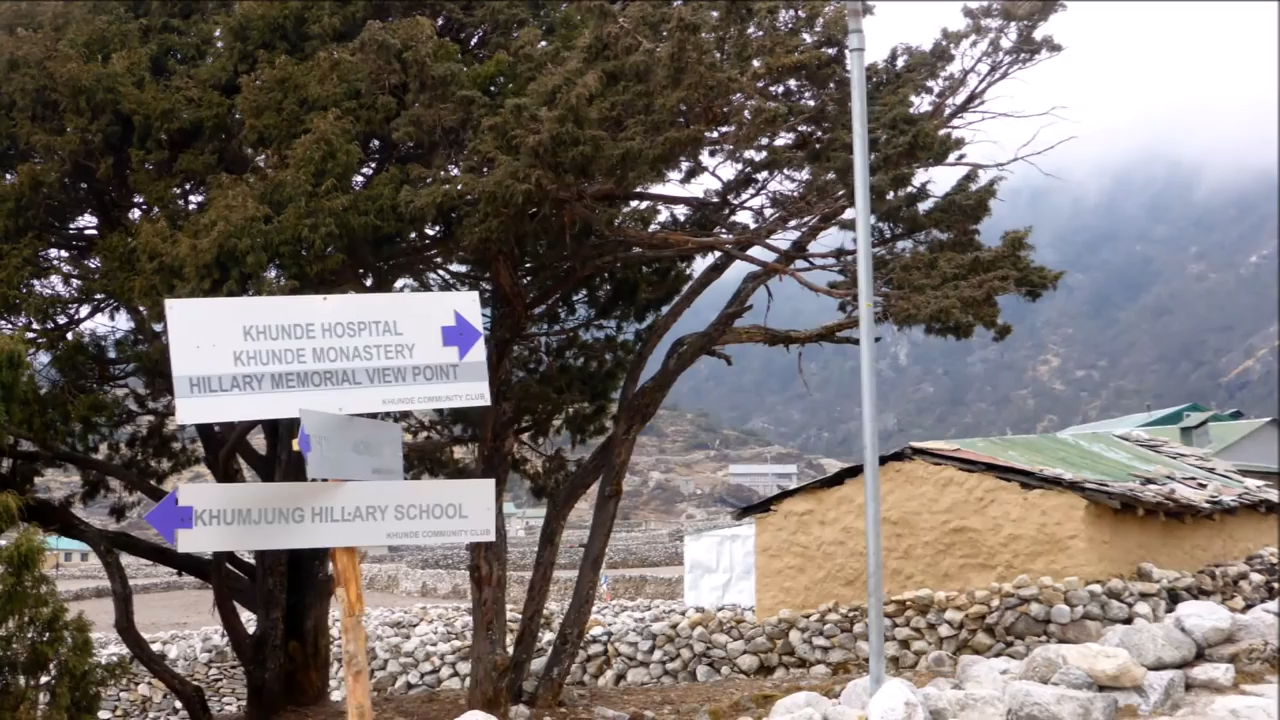 KHUNDE HOSPITAL
KHUNDE MONASTERY
HILLARY MEMORIAL VIEW POINT
KHUNDE COMMUNITY CLUB
KHUMJUNG HILLARY SCHOOL
KHUNDE COMMUNITY CLUB